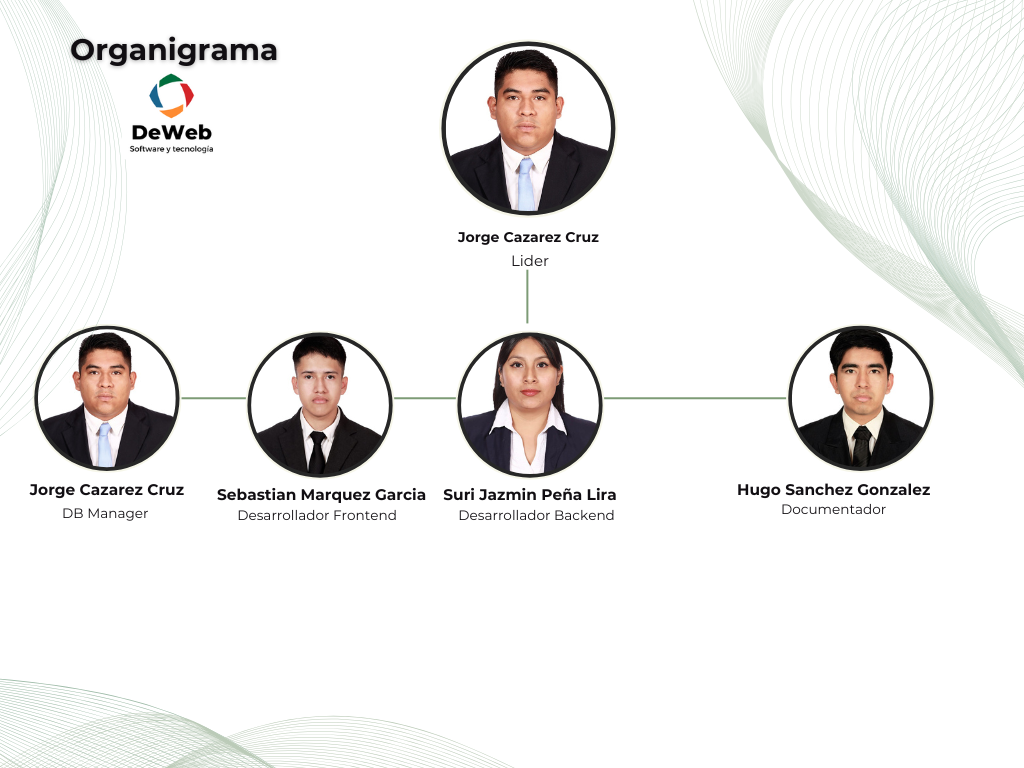 Organigrama
DeWeb
Software y tecnología
Jorge Cazarez Cruz
Lider
Jorge Cazarez Cruz
DB Manager
Sebastian Marquez Garcia
Desarrollador Frontend
Suri Jazmin Peña Lira
Desarrollador Backend
Hugo Sanchez Gonzalez
Documentador